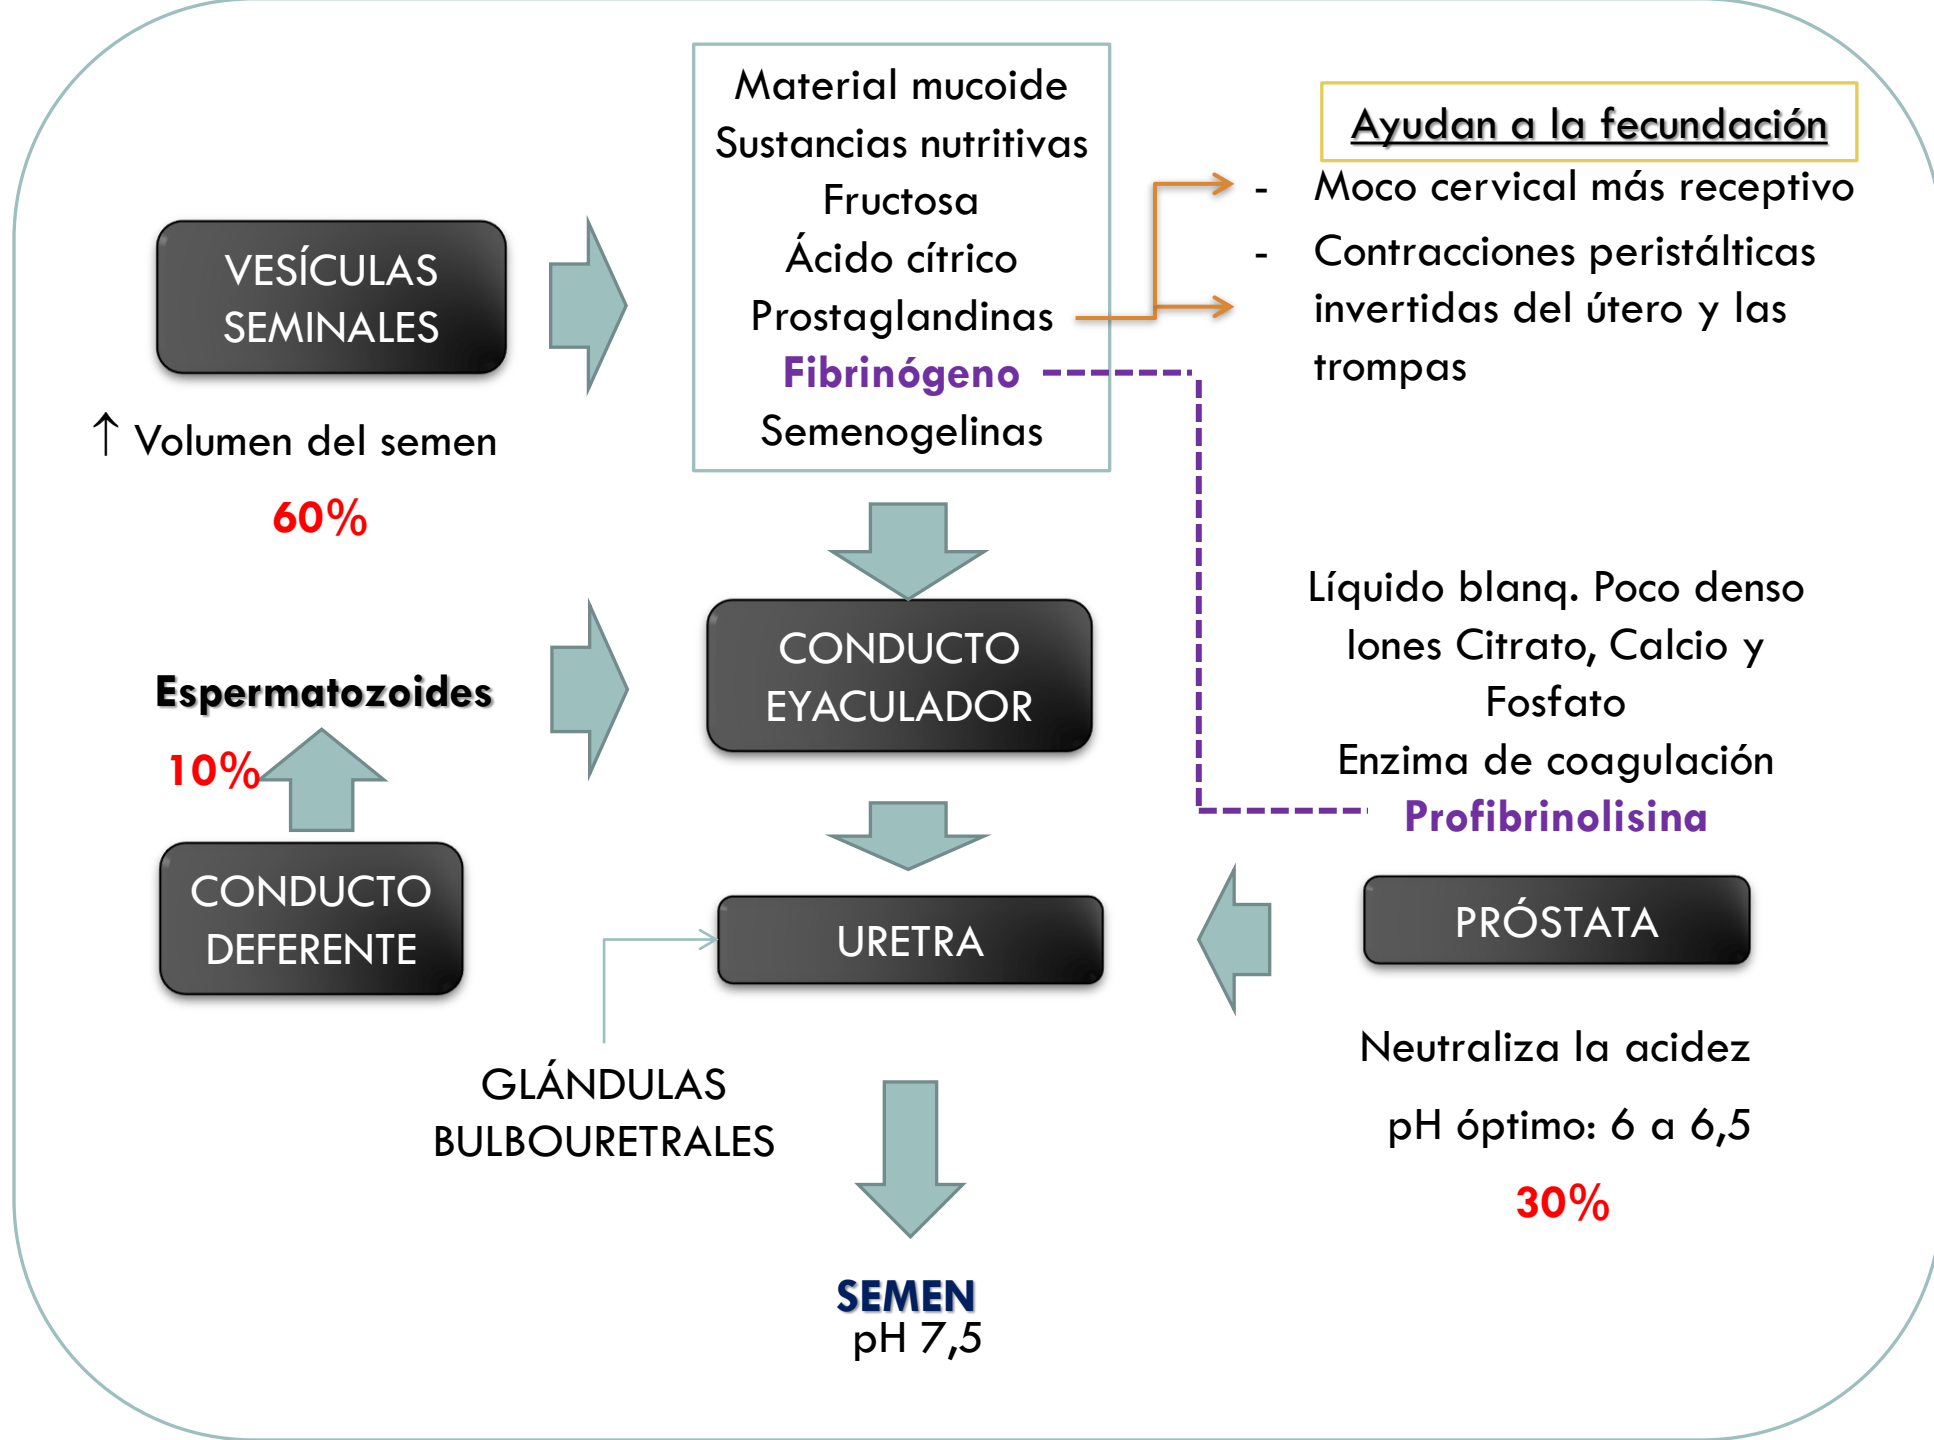 Material mucoide
Sustancias nutritivas
Fructosa
Ácido cítrico
Prostaglandinas
Fibrinógeno
Semenogelinas
Ayudan a la fecundación
- Moco cervical más receptivo
- Contracciones peristálticas
invertidas del útero y las
trompas
VESÍCULAS
SEMINALES
↑ Volumen del semen
60%
Espermatozoides
10%
CONDUCTO
DEFERENTE
CONDUCTO
EYACULADOR
Líquido blanq. Poco denso
Iones Citrato, Calcio y
Fosfato
Enzima de coagulación
Profibrinolisina
PRÓSTATA
Neutraliza la acidez
pH óptimo: 6 a 6,5
30%
URETRA
GLÁNDULAS
BULBOURETRALES
SEMEN
pH 7,5